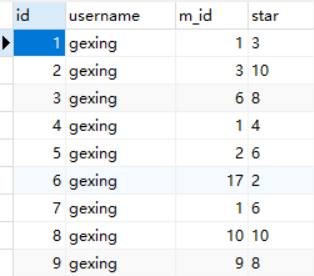 id username m_id star
1 gexing 1 3
2 gexing 3 10
3 gexing 6 8
4 gexing 1 4
5 gexing 2 6
6 gexing 17 2
7 gexing 1 6
8 gexing 10 10
9 gexing 9 8